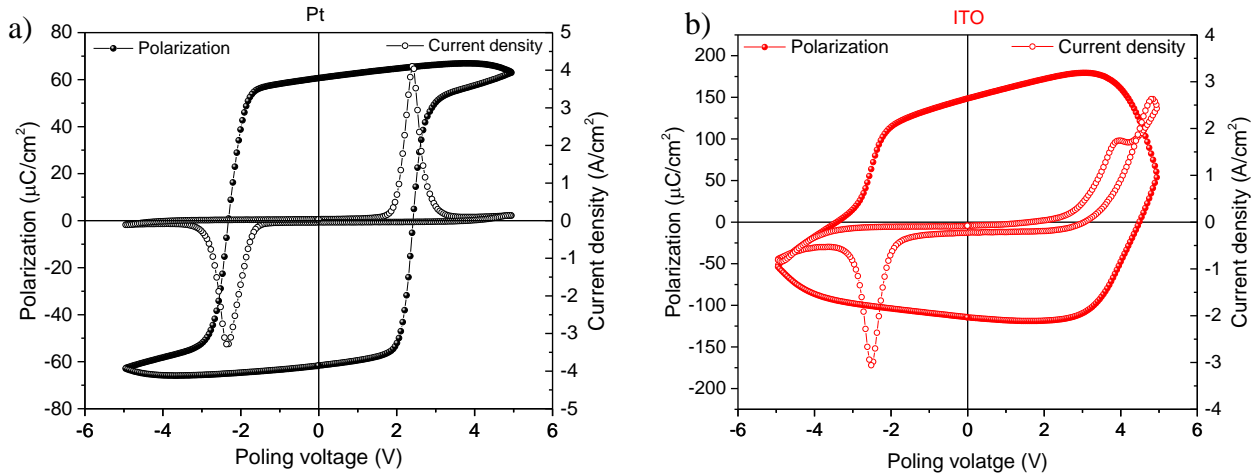 a)
Pt
Polarization
Current density
80
60
40
20
0
-20
-40
-60
-80
Polarization (µC/cm²)
5
4
3
2
1
0
-1
-2
-3
-4
-5
Current density (A/cm²)
-6 -4 -2 0 2 4 6
Poling voltage (V)
b)
ITO
Polarization
Current density
200
150
100
50
0
-50
-100
-150
-200
Polarization (µC/cm²)
4
3
2
1
0
-1
-2
-3
-4
Current density (A/cm²)
-6 -4 -2 0 2 4 6
Poling volatge (V)